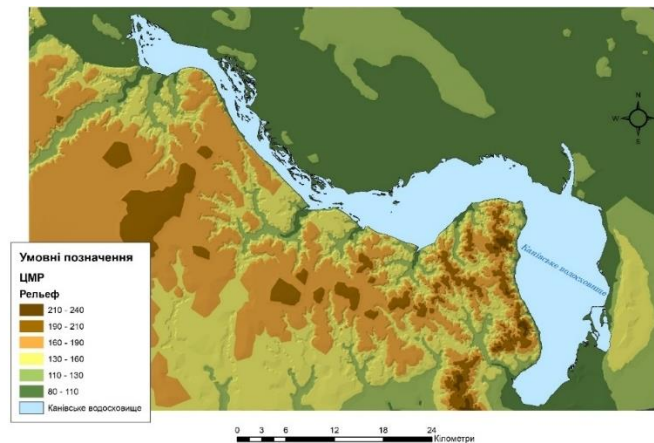 N
W
E
S
Канівське водосховище
Умовні позначення
ЦМР
Рельеф
210 - 240
190 - 210
160 - 190
130 - 160
110 - 130
80 - 110
Канівське водосховище
0 3 6 12 18 24
Кілометри